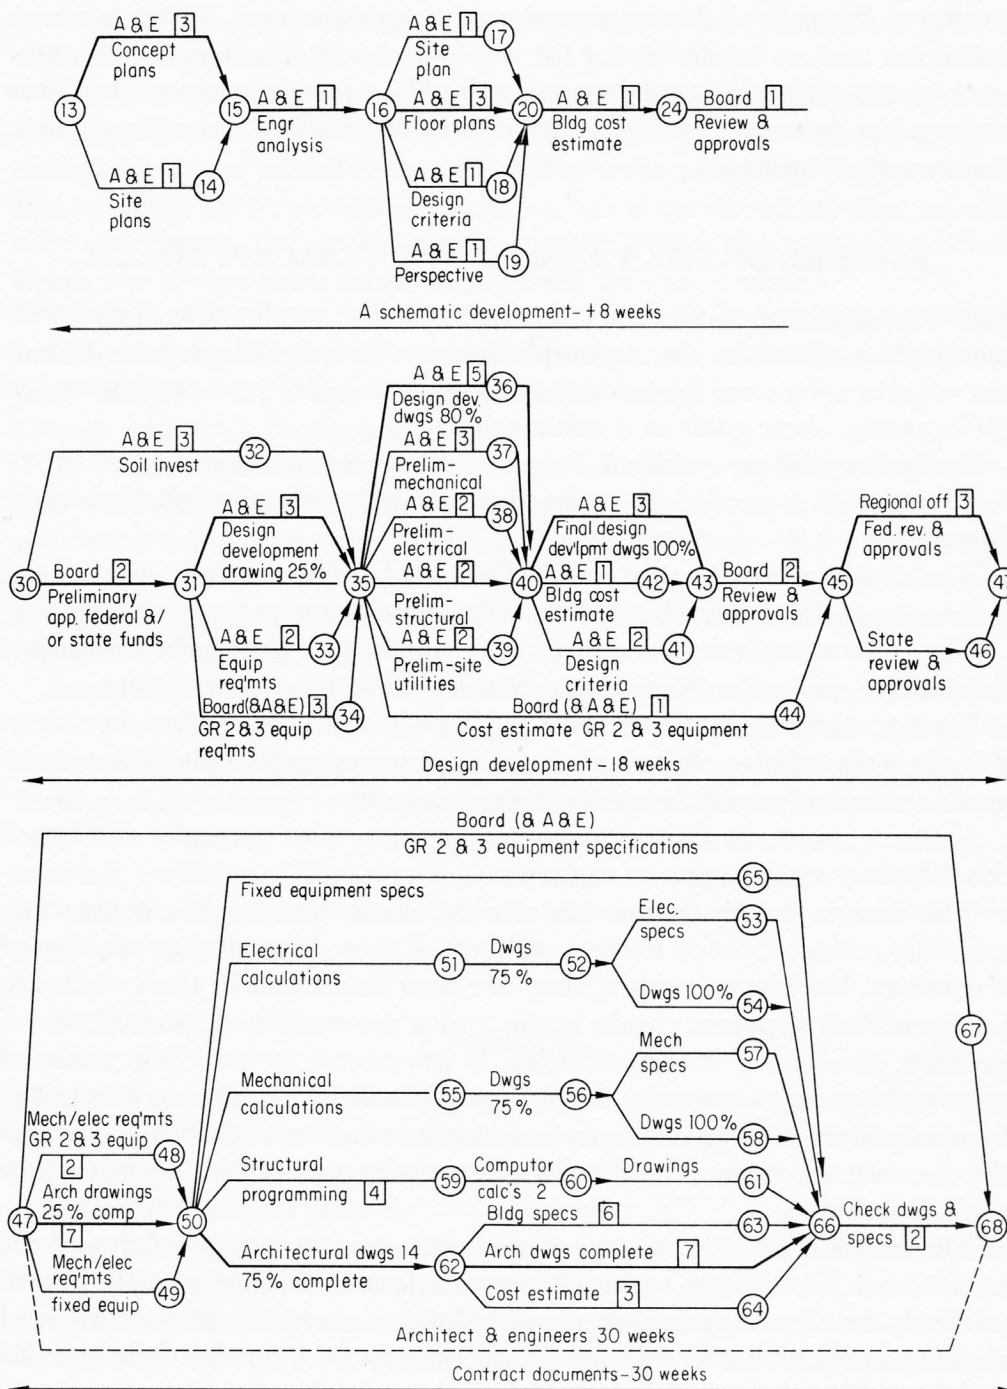 A & E 3
Concept
plans
13
A & E 1
Site
plans
14
15
A & E 1
Engr
analysis
16
A & E 1
Site
plan
17
A & E 3
Floor plans
A & E 1
Design
criteria
18
A & E 1
Perspective
19
20
A & E 1
Bldg cost
estimate
24
Board 1
Review &
approvals
A schematic development-+8 weeks
30
A & E 3
Soil invest
32
Board 2
Preliminary
app. federal &/
or state funds
31
A & E 3
Design
development
drawing 25%
A & E 2
Equip
req'mts
33
Board(&A&E) 3
GR 2 & 3 equip
req'mts
34
35
A & E 5
Design dev.
dwgs 80%
36
A & E 3
Prelim-
mechanical
37
A & E 2
Prelim-
electrical
38
A & E 2
Prelim-
structural
A & E 2
Prelim-site
utilities
39
40
A & E 3
Final design
dev'lpmt dwgs 100%
A & E 1
Bldg cost
estimate
42
A & E 2
Design
criteria
41
43
Board (& A&E) 1
Cost estimate GR 2 & 3 equipment
44
Board 2
Review &
approvals
45
Regional off 3
Fed. rev. &
approvals
State
review &
approvals
46
47
Design development-18 weeks
Board (& A&E)
GR 2 & 3 equipment specifications
67
Fixed equipment specs
65
Electrical
calculations
51
Dwgs
75%
52
Elec.
specs
53
Dwgs 100%
54
Mechanical
calculations
55
Dwgs
75%
56
Mech
specs
57
Dwgs 100%
58
47
Mech/elec req'mts
GR 2 & 3 equip
2
48
Arch drawings
25% comp
7
Mech/elec
req'mts
fixed equip
49
50
Structural
programming 4
59
Computor
calc's 2
60
Drawings
61
Architectural dwgs 14
75% complete
62
Bldg specs 6
63
Arch dwgs complete 7
Cost estimate 3
64
66
Check dwgs &
specs 2
68
Architect & engineers 30 weeks
Contract documents-30 weeks